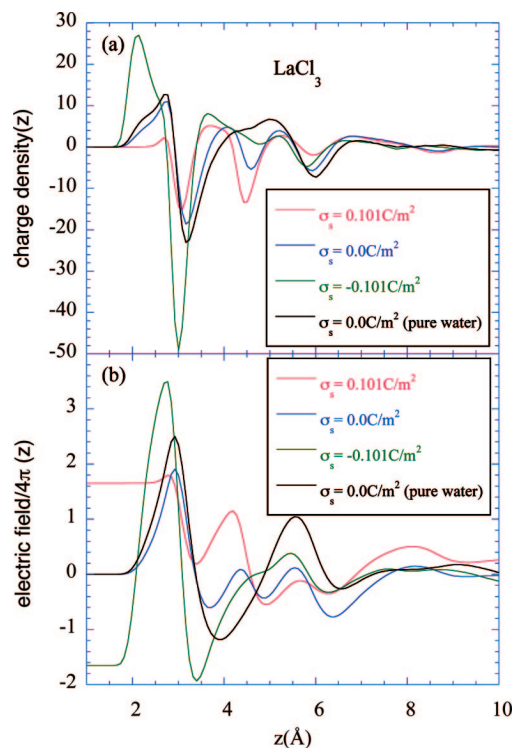 30
(a)
LaCl₃
20
10
0
-10
-20
-30
-40
-50
charge density(z)
σₛ = 0.101C/m²
σₛ = 0.0C/m²
σₛ = -0.101C/m²
σₛ = 0.0C/m² (pure water)
(b)
3
2
1
0
-1
-2
electric field/4π (z)
σₛ = 0.101C/m²
σₛ = 0.0C/m²
σₛ = -0.101C/m²
σₛ = 0.0C/m² (pure water)
2 4 6 8 10
z(Å)